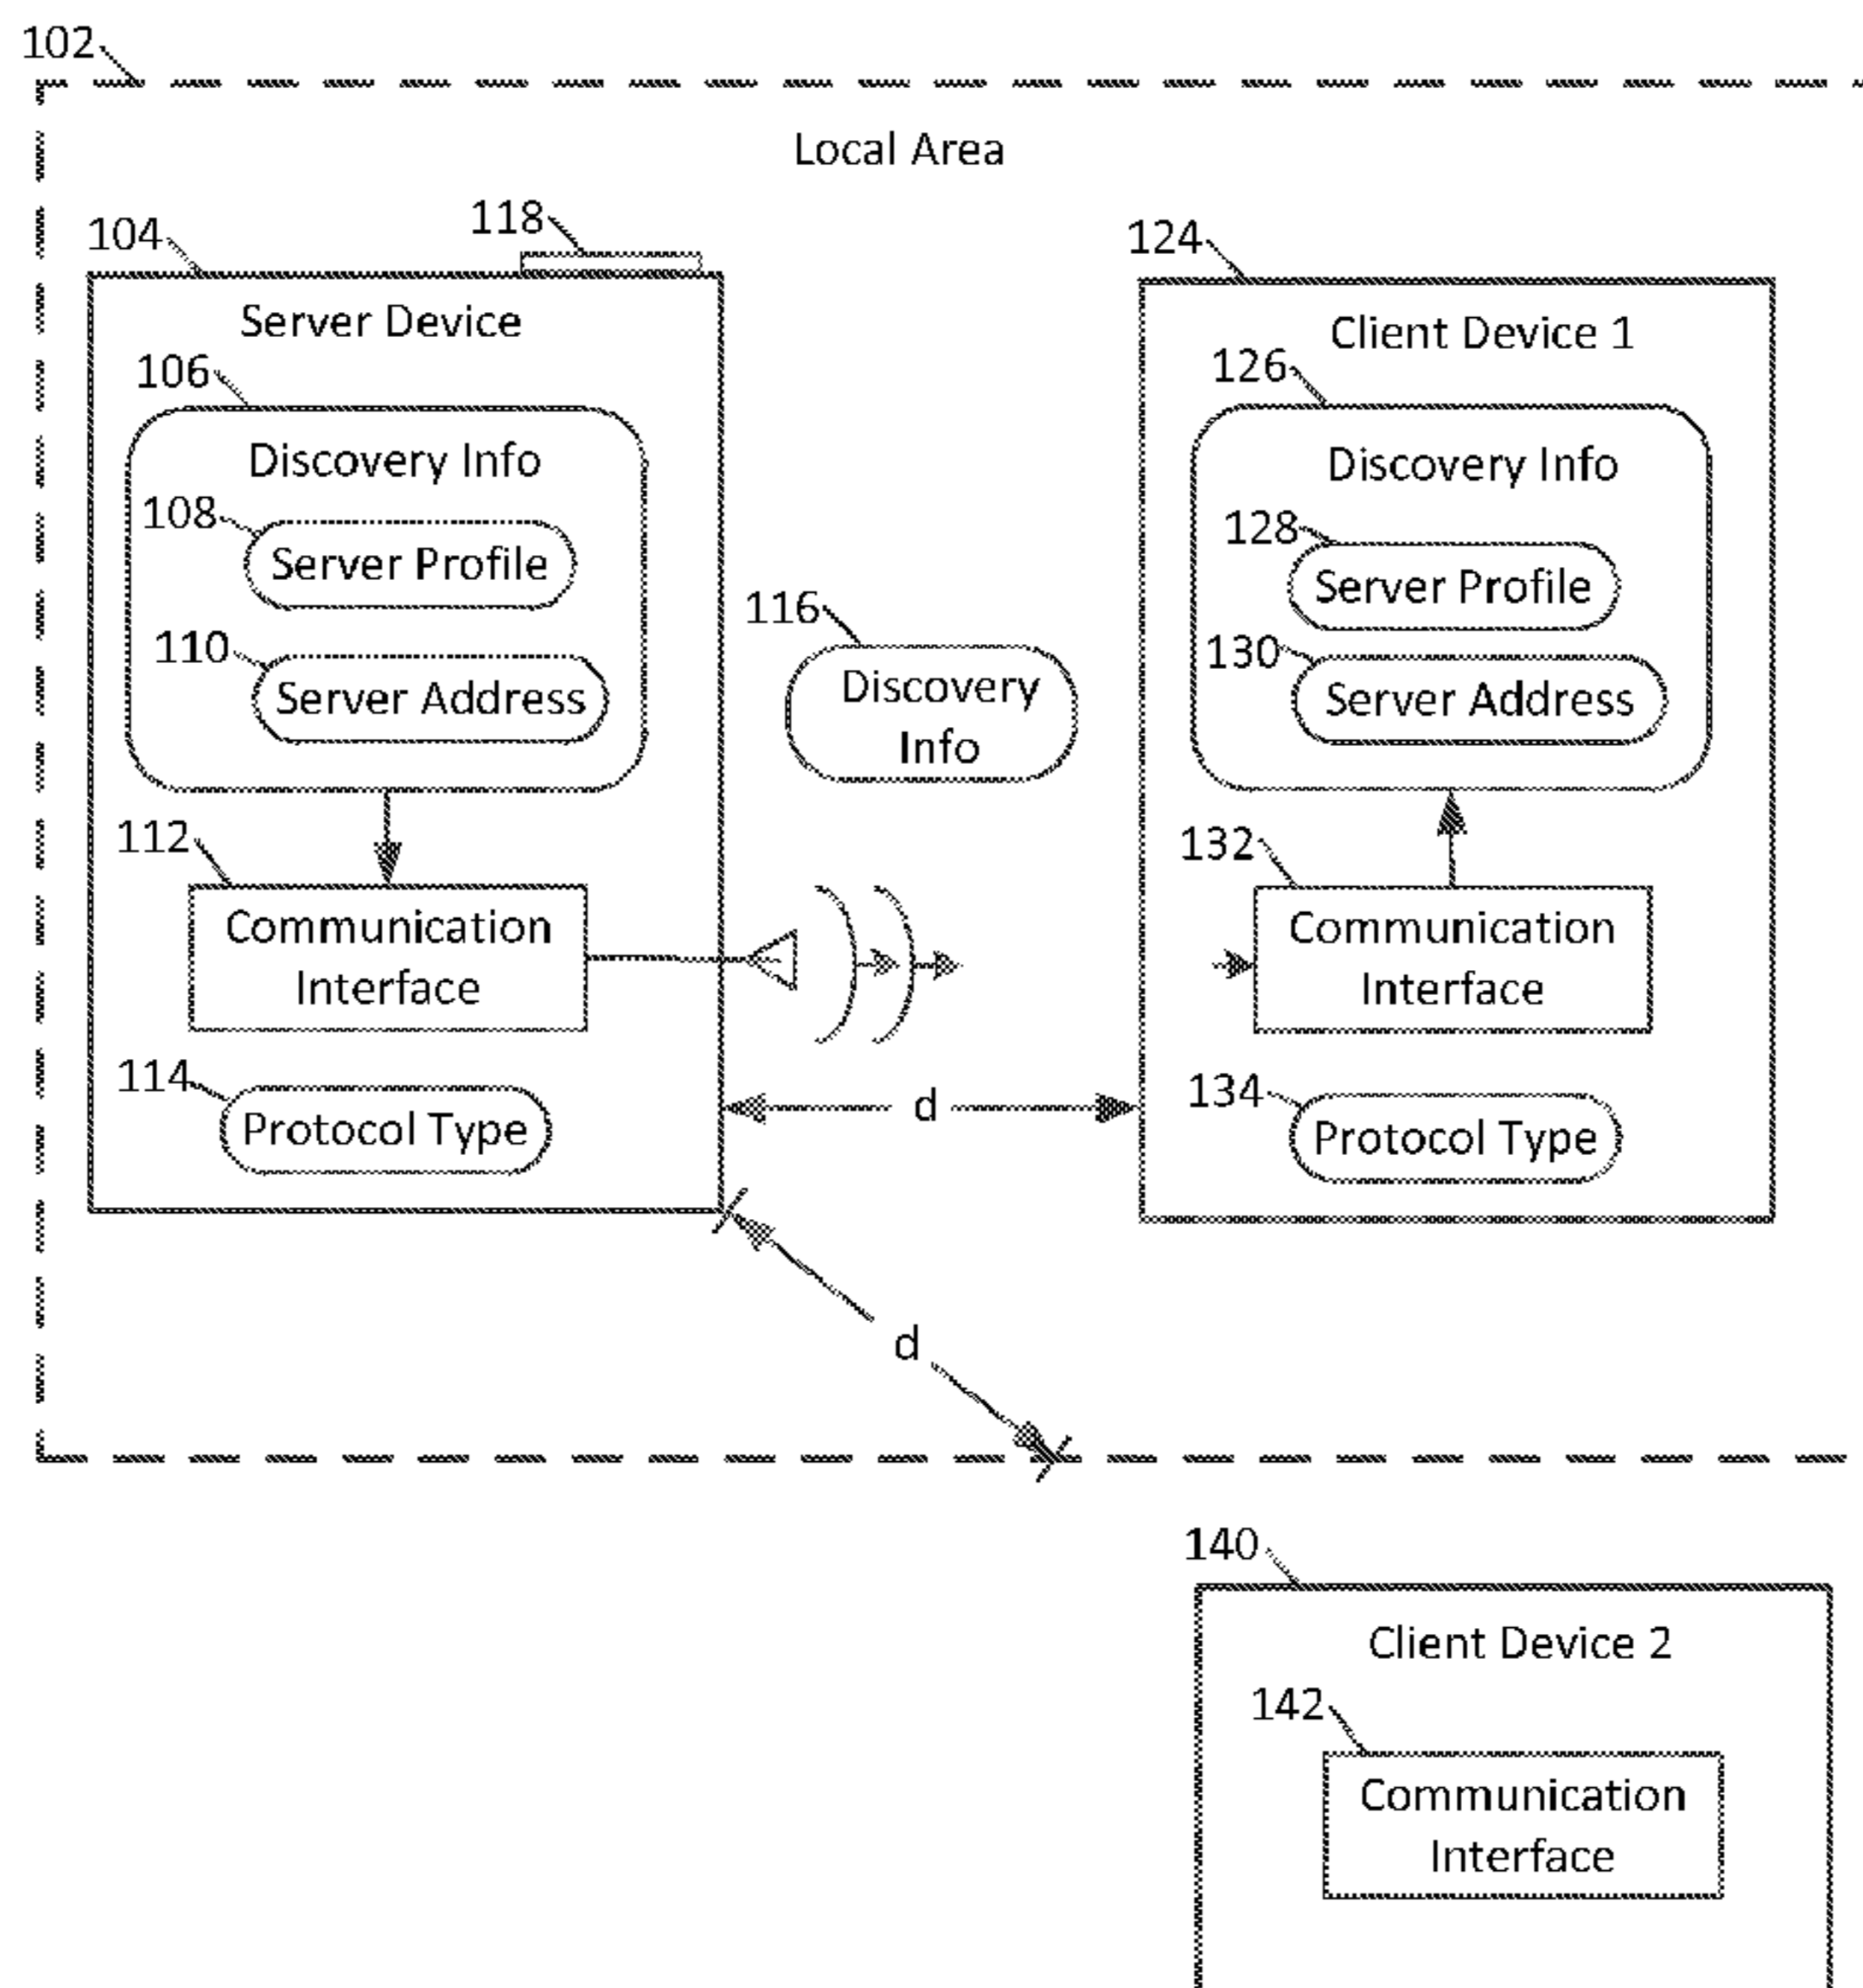 102
Local Area
104
118
Server Device
106
Discovery Info
108
Server Profile
110
Server Address
112
Communication
Interface
114
Protocol Type
116
Discovery
Info
d
d
124
Client Device 1
126
Discovery Info
128
Server Profile
130
Server Address
132
Communication
Interface
134
Protocol Type
140
Client Device 2
142
Communication
Interface